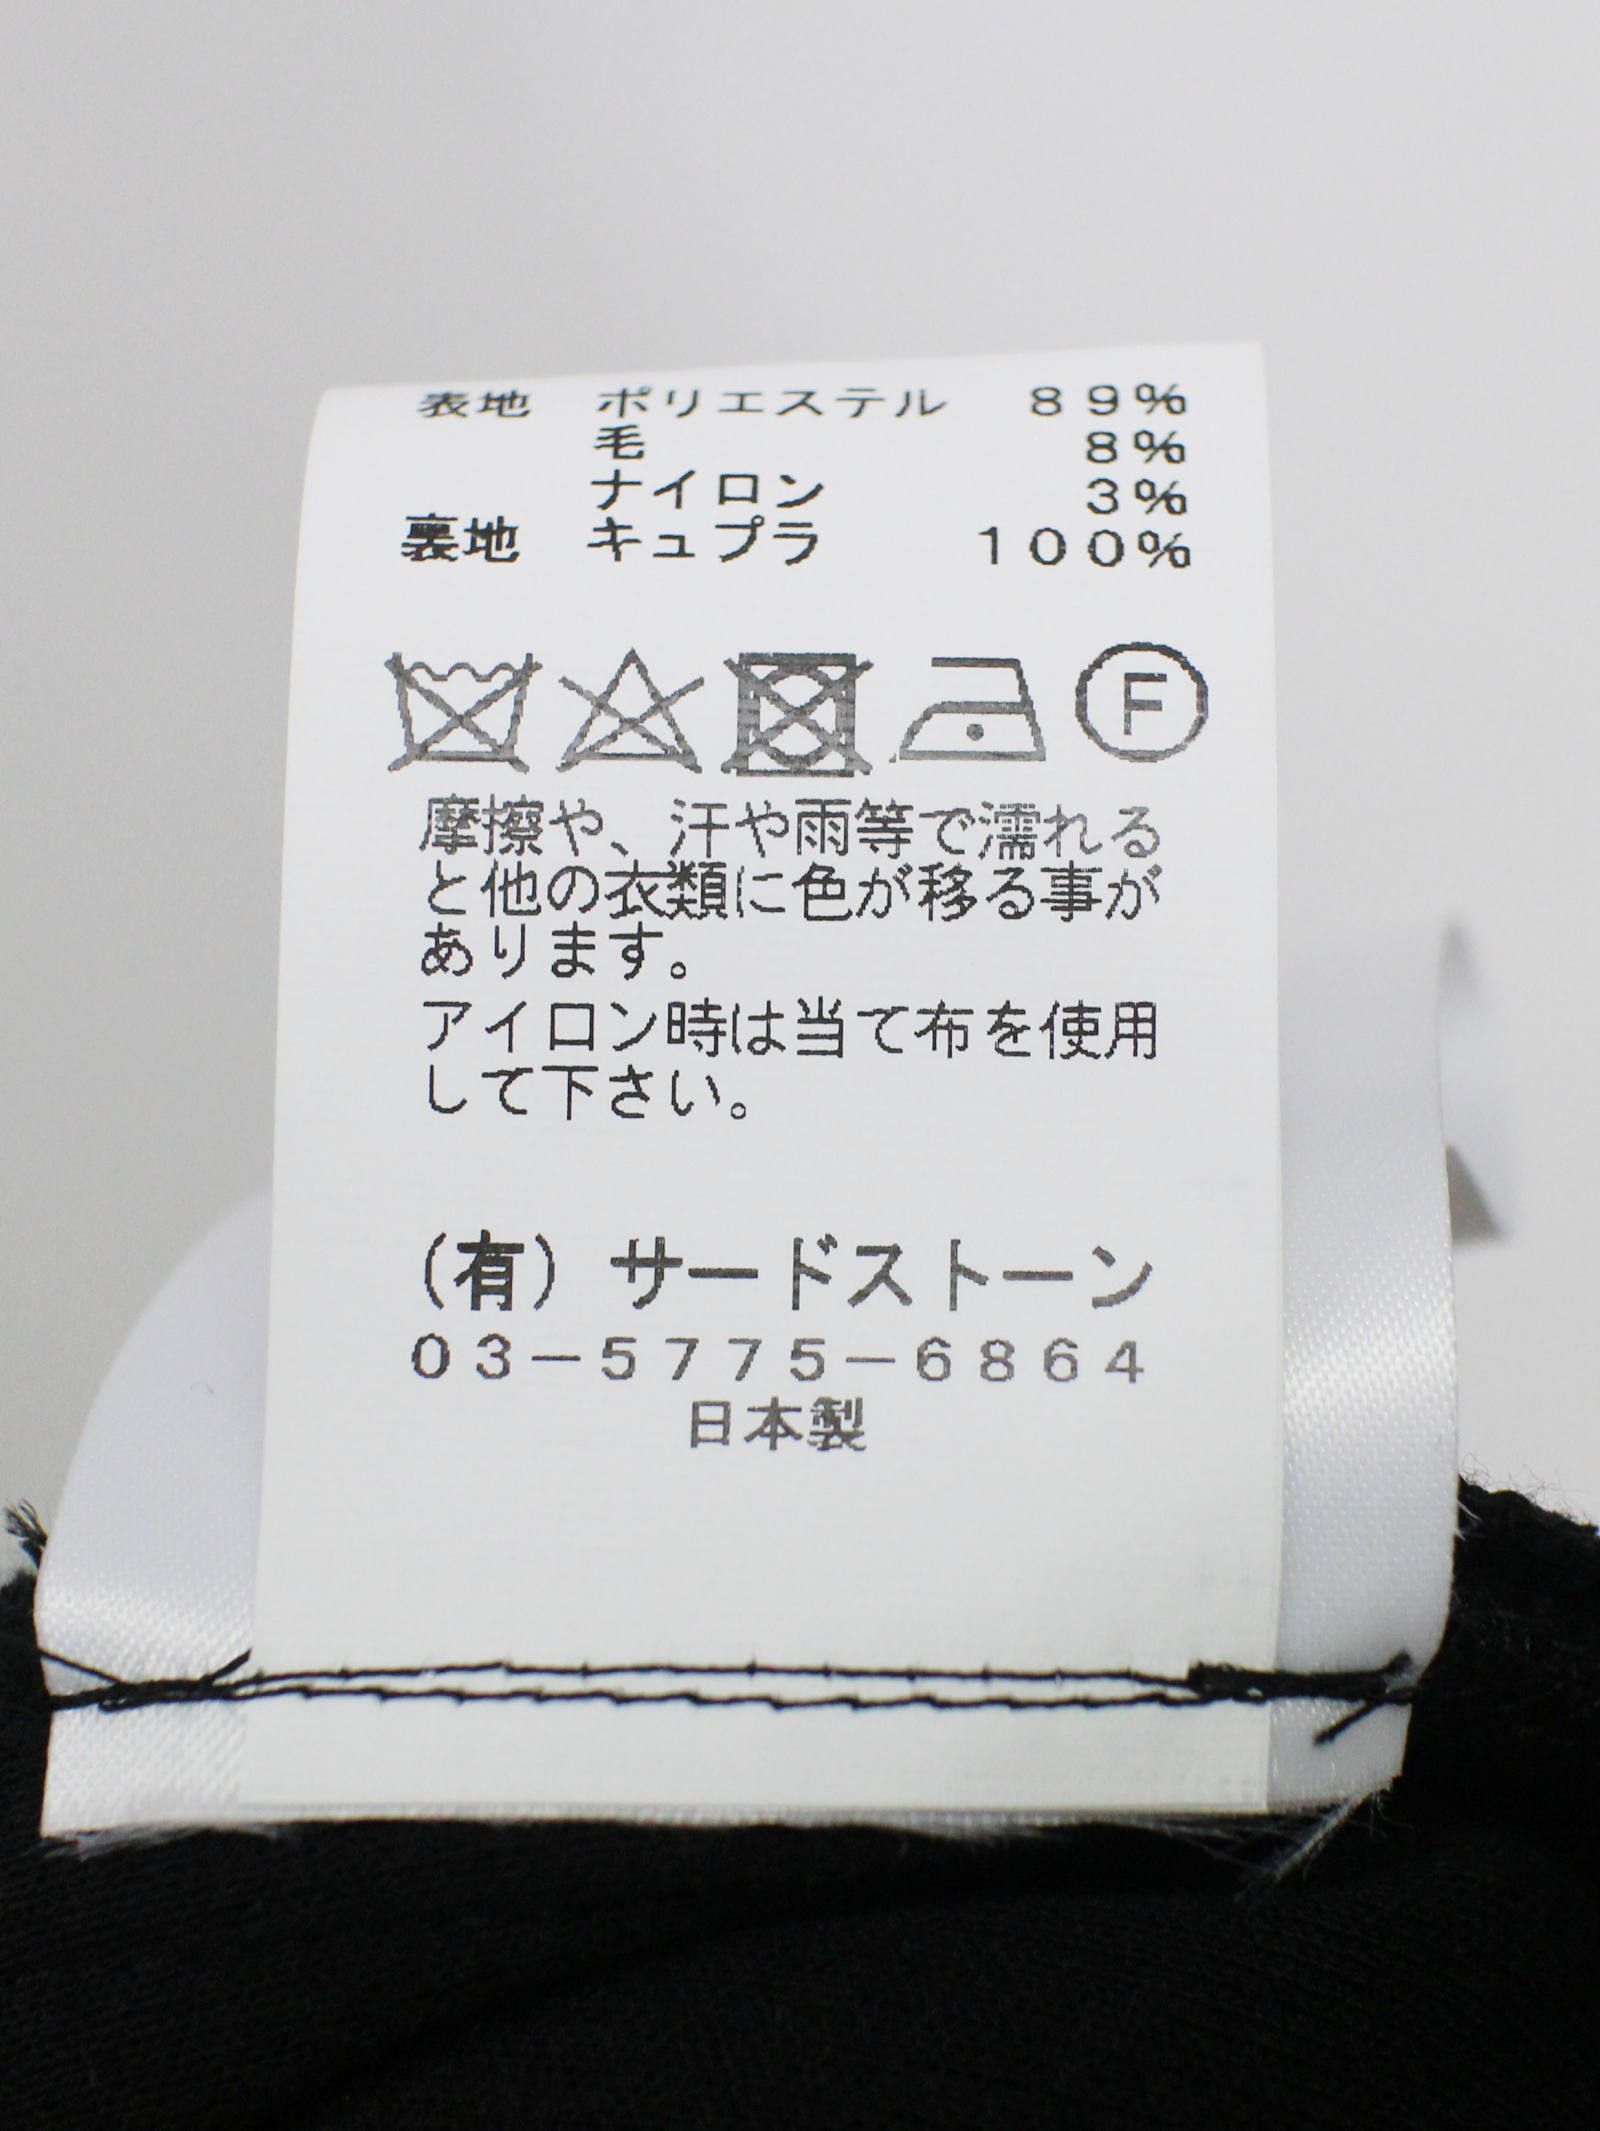 表地　ポリエステル　８９％
毛　８％
ナイロン　３％
裏地　キュプラ　１００％
F
摩擦や、汗や雨等で濡れる
と他の衣類に色が移る事が
あります。
アイロン時は当て布を使用
して下さい。
（有）サードストーン
０３－５７７５－６８６４
日本製